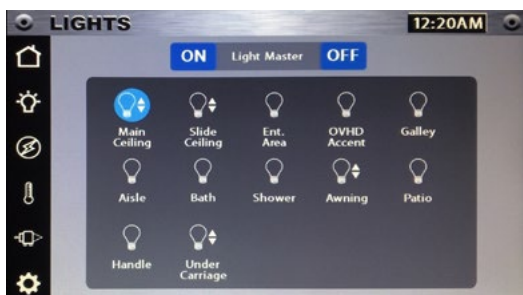 LIGHTS
12:20AM
ON Light Master OFF
Main Ceiling
Slide Ceiling
Ent. Area
OVHD Accent
Galley
Aisle
Bath
Shower
Awning
Patio
Handle
Under Carriage